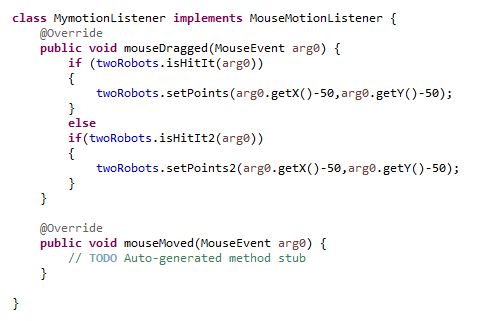 class MymotionListener implements MouseMotionListener {
    @Override
    public void mouseDragged(MouseEvent arg0) {
        if (twoRobots.isHitIt(arg0))
        {
            twoRobots.setPoints(arg0.getX()-50,arg0.getY()-50);
        }
        else
        if(twoRobots.isHitIt2(arg0))
        {
            twoRobots.setPoints2(arg0.getX()-50,arg0.getY()-50);
        }
    }

    @Override
    public void mouseMoved(MouseEvent arg0) {
        // TODO Auto-generated method stub
    }

}